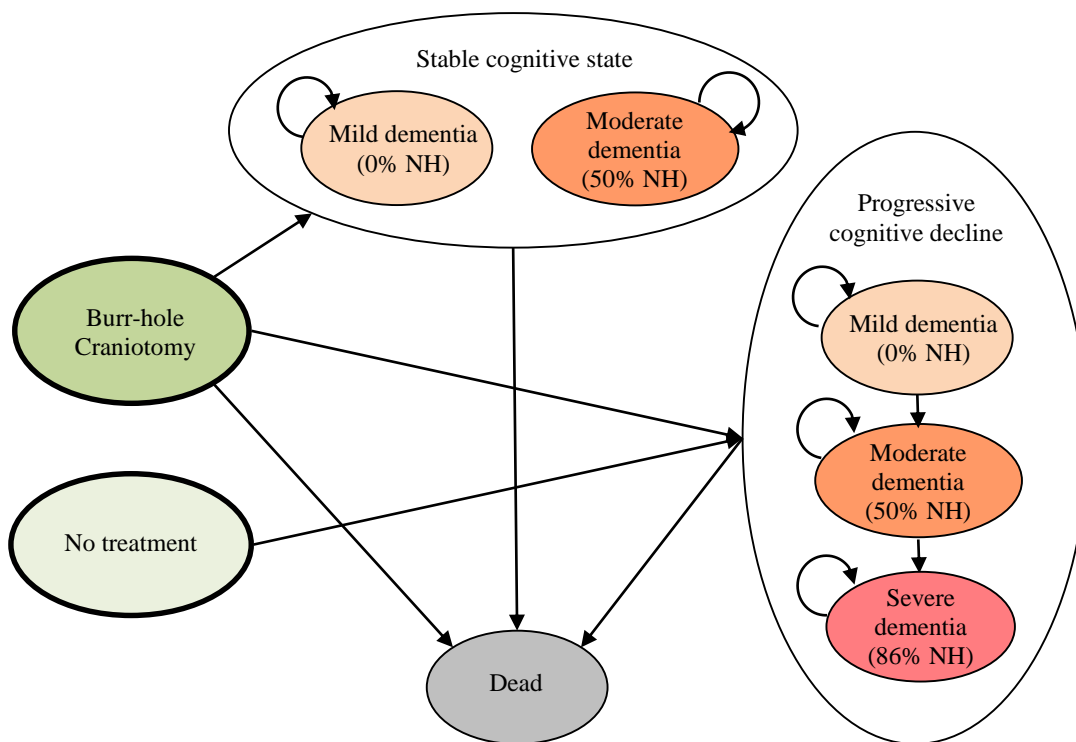 Stable cognitive state
Mild dementia
(0% NH)
Moderate
dementia
(50% NH)
Progressive
cognitive decline
Mild dementia
(0% NH)
Moderate
dementia
(50% NH)
Severe
dementia
(86% NH)
Burr-hole
Craniotomy
No treatment
Dead